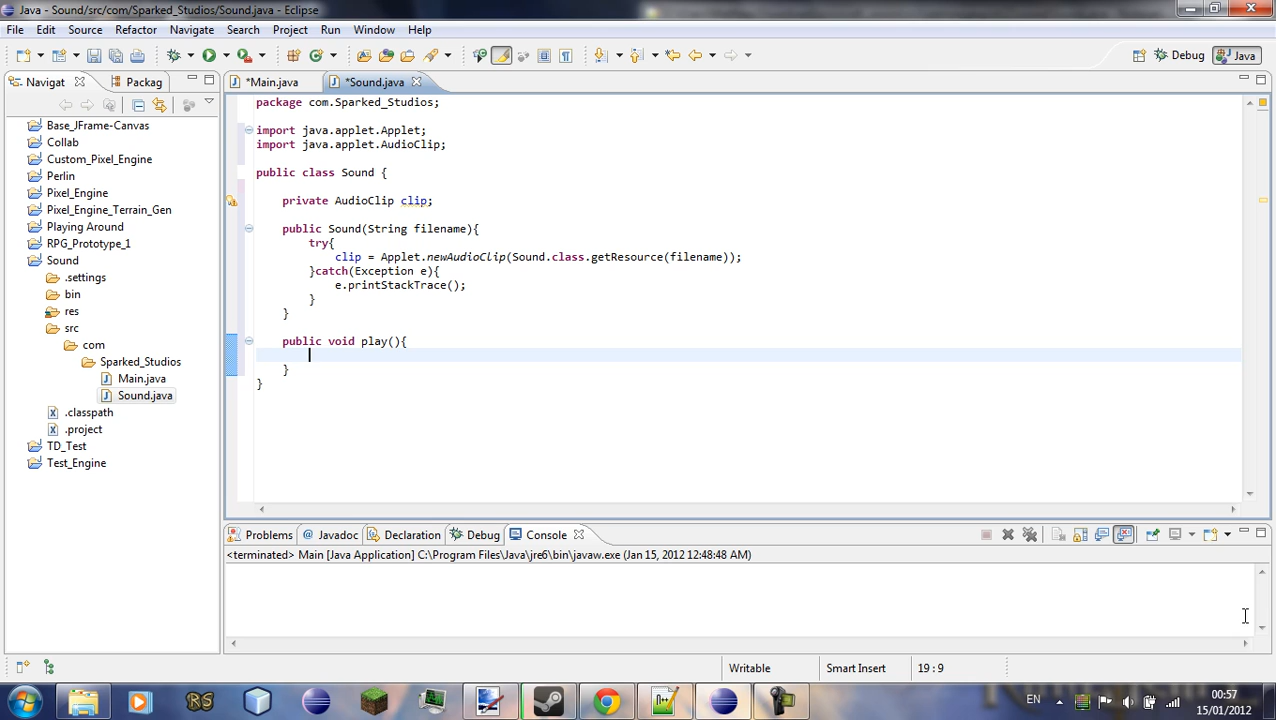 Java - Sound/src/com/Sparked_Studios/Sound.java - Eclipse
File Edit Source Refactor Navigate Search Project Run Window Help
Debug Java
Navigat Packag
*Main.java *Sound.java
Base_JFrame-Canvas
Collab
Custom_Pixel_Engine
Perlin
Pixel_Engine
Pixel_Engine_Terrain_Gen
Playing Around
RPG_Prototype_1
Sound
.settings
bin
res
src
com
Sparked_Studios
Main.java
Sound.java
.classpath
.project
TD_Test
Test_Engine
package com.Sparked_Studios;
import java.applet.Applet;
import java.applet.AudioClip;
public class Sound {
private AudioClip clip;
public Sound(String filename){
try{
clip = Applet.newAudioClip(Sound.class.getResource(filename));
}catch(Exception e){
e.printStackTrace();
}
}
public void play(){
}
}
Problems @ Javadoc Declaration Debug Console
<terminated> Main [Java Application] C:\Program Files\Java\jre6\bin\javaw.exe (Jan 15, 2012 12:48:48 AM)
Writable Smart Insert 19 : 9
EN
00:57
15/01/2012